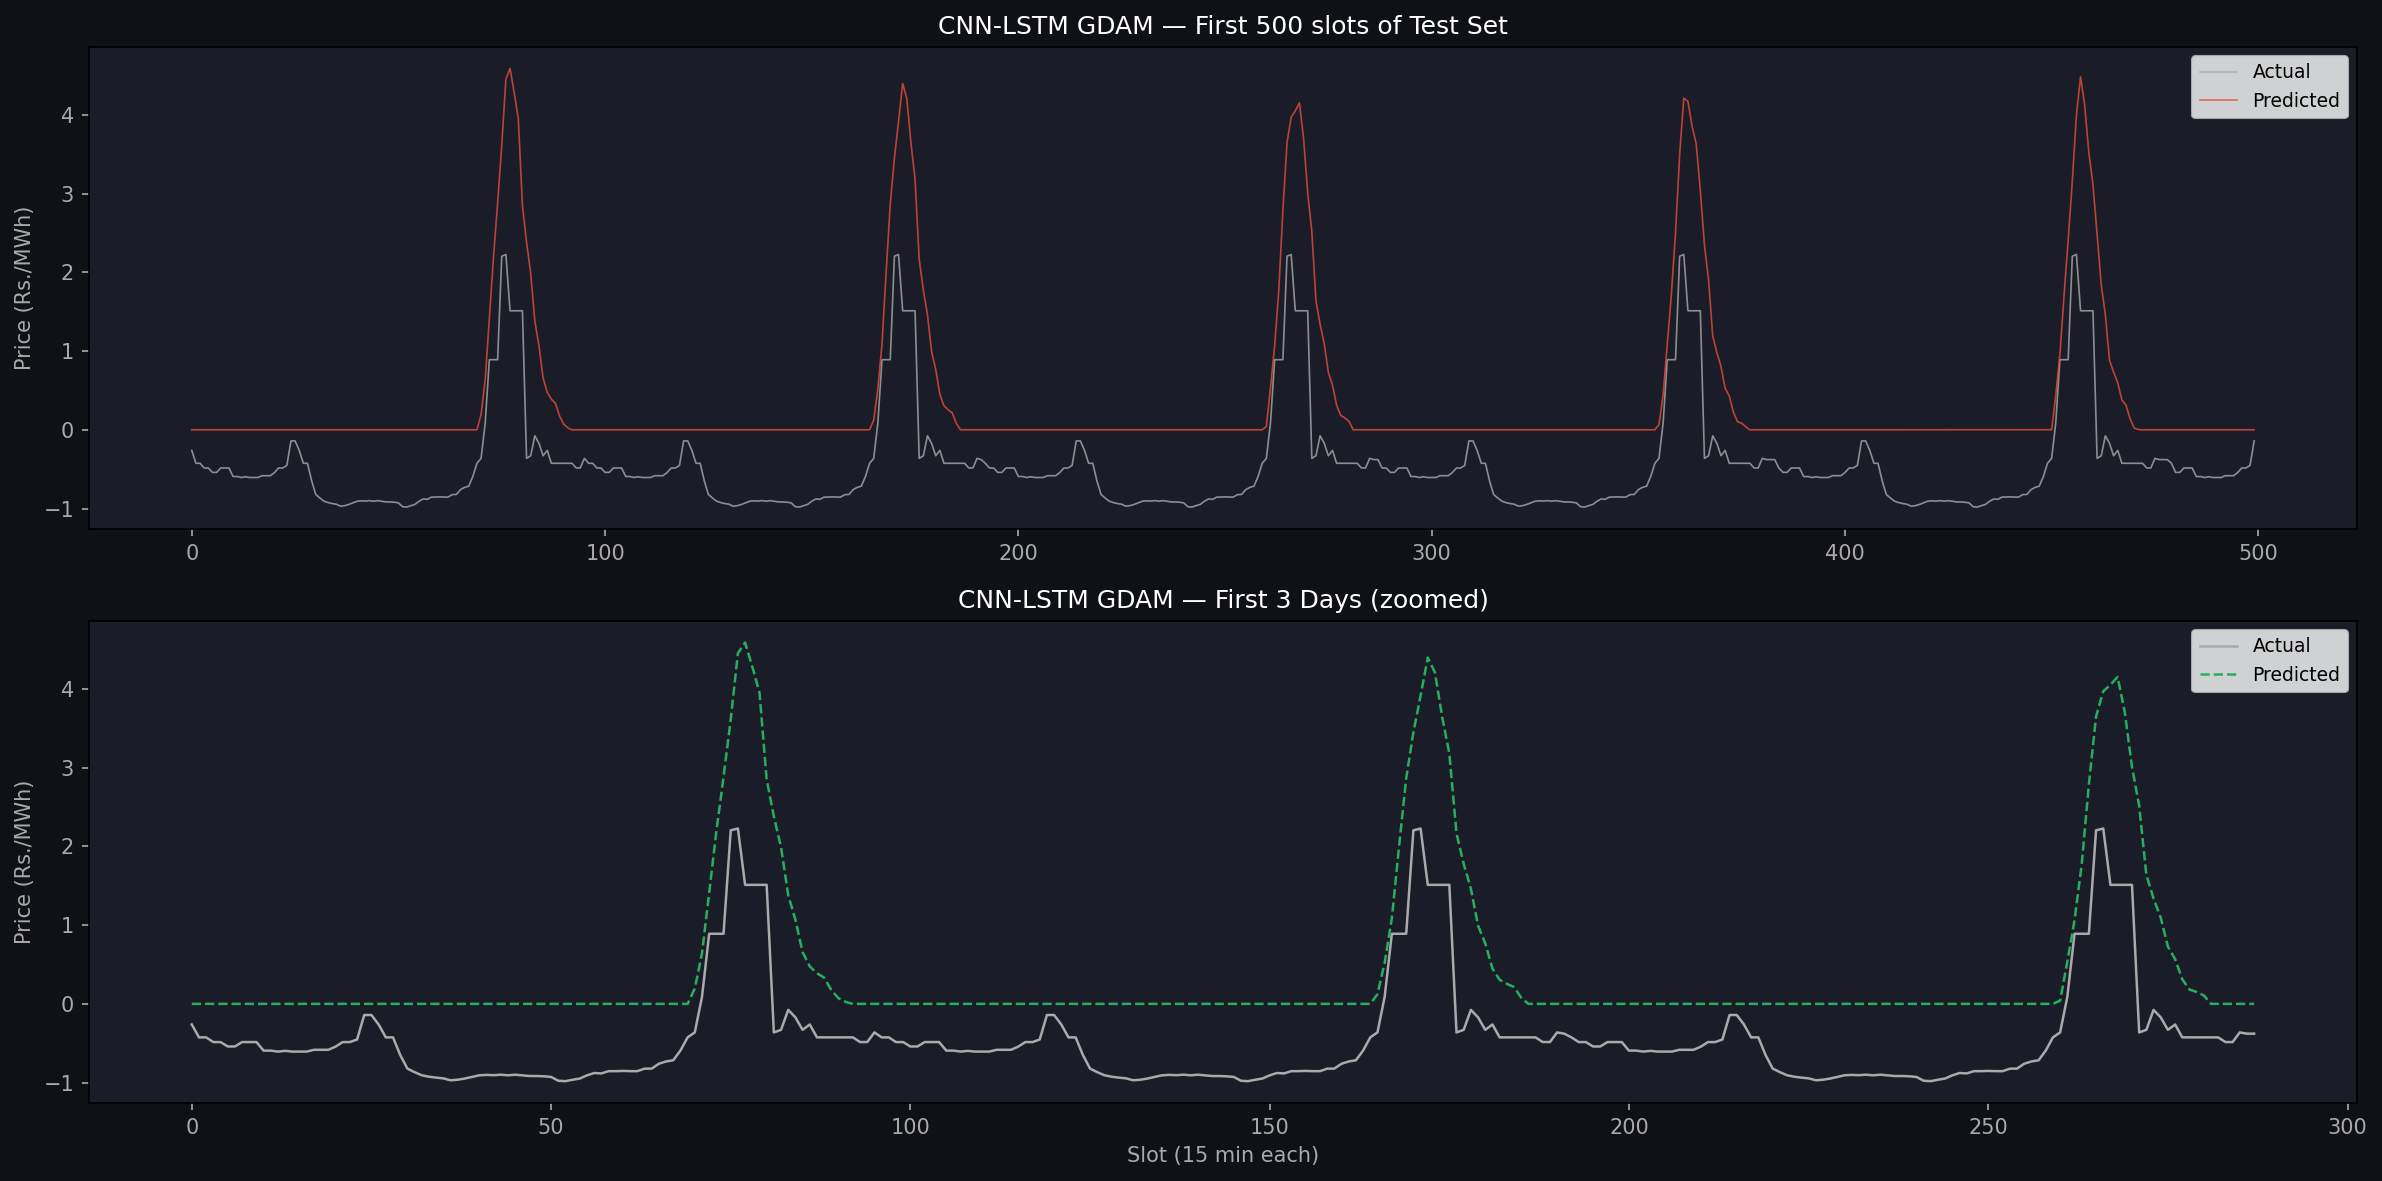 CNN-LSTM GDAM — First 500 slots of Test Set
Price (Rs./MWh)
4
3
2
1
0
−1
Actual
Predicted
0 100 200 300 400 500
CNN-LSTM GDAM — First 3 Days (zoomed)
Price (Rs./MWh)
4
3
2
1
0
−1
Actual
Predicted
0 50 100 150 200 250 300
Slot (15 min each)